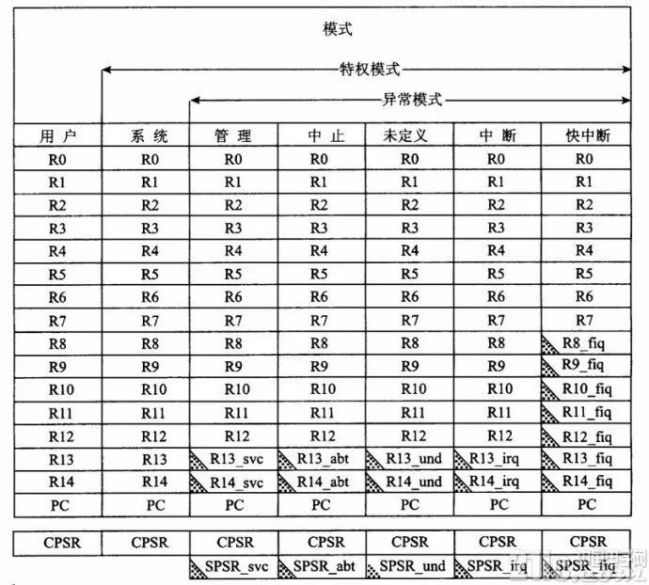 模式
特权模式
异常模式
用户 系统 管理 中止 未定义 中断 快中断
R0 R0 R0 R0 R0 R0 R0
R1 R1 R1 R1 R1 R1 R1
R2 R2 R2 R2 R2 R2 R2
R3 R3 R3 R3 R3 R3 R3
R4 R4 R4 R4 R4 R4 R4
R5 R5 R5 R5 R5 R5 R5
R6 R6 R6 R6 R6 R6 R6
R7 R7 R7 R7 R7 R7 R7
R8 R8 R8 R8 R8 R8 R8_fiq
R9 R9 R9 R9 R9 R9 R9_fiq
R10 R10 R10 R10 R10 R10 R10_fiq
R11 R11 R11 R11 R11 R11 R11_fiq
R12 R12 R12 R12 R12 R12 R12_fiq
R13 R13 R13_svc R13_abt R13_und R13_irq R13_fiq
R14 R14 R14_svc R14_abt R14_und R14_irq R14_fiq
PC PC PC PC PC PC PC
CPSR CPSR CPSR CPSR CPSR CPSR CPSR
SPSR_svc SPSR_abt SPSR_und SPSR_irq SPSR_fiq